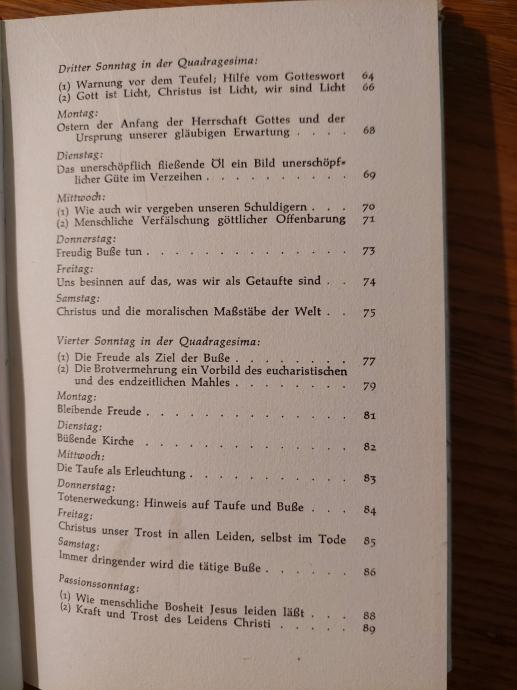 Dritter Sonntag in der Quadragesima:
(1) Warnung vor dem Teufel; Hilfe vom Gotteswort 64
(2) Gott ist Licht, Christus ist Licht, wir sind Licht 66
Montag:
Ostern der Anfang der Herrschaft Gottes und der
Ursprung unserer gläubigen Erwartung . . . . 68
Dienstag:
Das unerschöpflich fließende Öl ein Bild unerschöpf-
licher Güte im Verzeihen . . . . . . . . . 69
Mittwoch:
(1) Wie auch wir vergeben unseren Schuldigern . . . 70
(2) Menschliche Verfälschung göttlicher Offenbarung 71
Donnerstag:
Freudig Buße tun . . . . . . . . . . . . 73
Freitag:
Uns besinnen auf das, was wir als Getaufte sind . . 74
Samstag:
Christus und die moralischen Maßstäbe der Welt . . 75
Vierter Sonntag in der Quadragesima:
(1) Die Freude als Ziel der Buße . . . . . . . 77
(2) Die Brotvermehrung ein Vorbild des eucharistischen
und des endzeitlichen Mahles . . . . . . . 79
Montag:
Bleibende Freude . . . . . . . . . . . . 81
Dienstag:
Büßende Kirche . . . . . . . . . . . . 82
Mittwoch:
Die Taufe als Erleuchtung . . . . . . . . . . 83
Donnerstag:
Totenerweckung: Hinweis auf Taufe und Buße . . . 84
Freitag:
Christus unser Trost in allen Leiden, selbst im Tode 85
Samstag:
Immer dringender wird die tätige Buße . . . . . . 86
Passionssonntag:
(1) Wie menschliche Bosheit Jesus leiden läßt . . . 88
(2) Kraft und Trost des Leidens Christi . . . . . 89